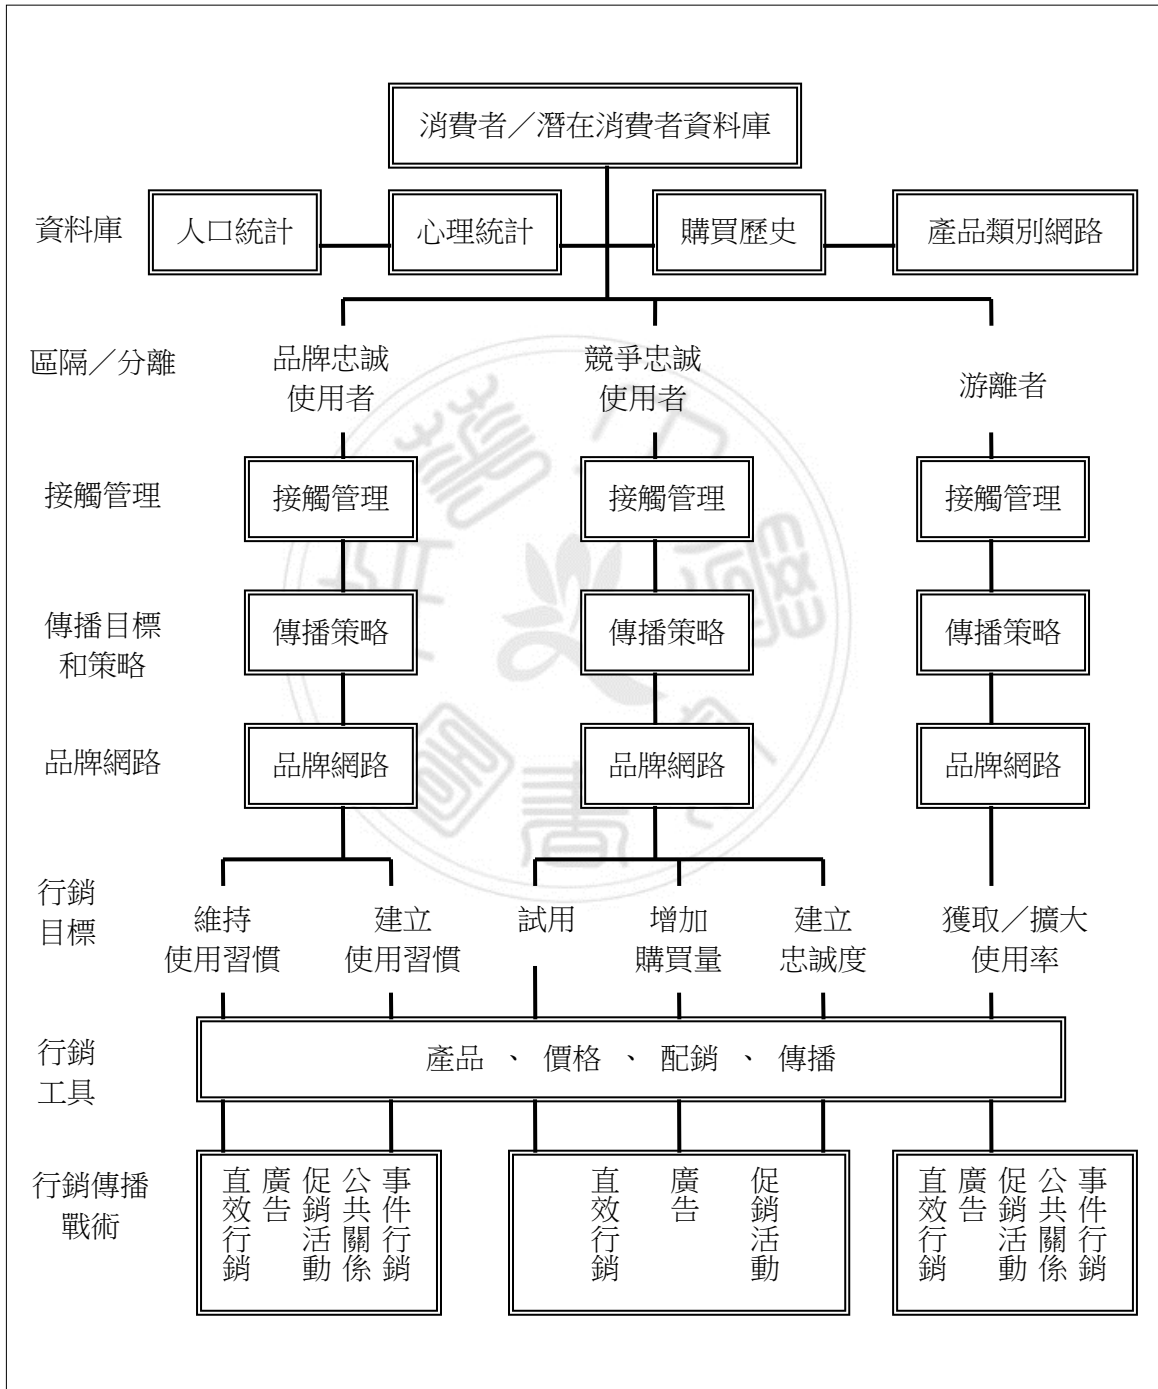 消費者／潛在消費者資料庫
資料庫
人口統計
心理統計
購買歷史
產品類別網路
區隔／分離
品牌忠誠
使用者
競爭忠誠
使用者
游離者
接觸管理
接觸管理
接觸管理
接觸管理
傳播目標
和策略
傳播策略
傳播策略
傳播策略
品牌網路
品牌網路
品牌網路
品牌網路
行銷
目標
維持
使用習慣
建立
使用習慣
試用
增加
購買量
建立
忠誠度
獲取／擴大
使用率
行銷
工具
產品 、 價格 、 配銷 、 傳播
行銷傳播
戰術
直效行銷
廣告
促銷活動
公共關係
事件行銷
直效行銷
廣告
促銷活動
直效行銷
廣告
促銷活動
公共關係
事件行銷